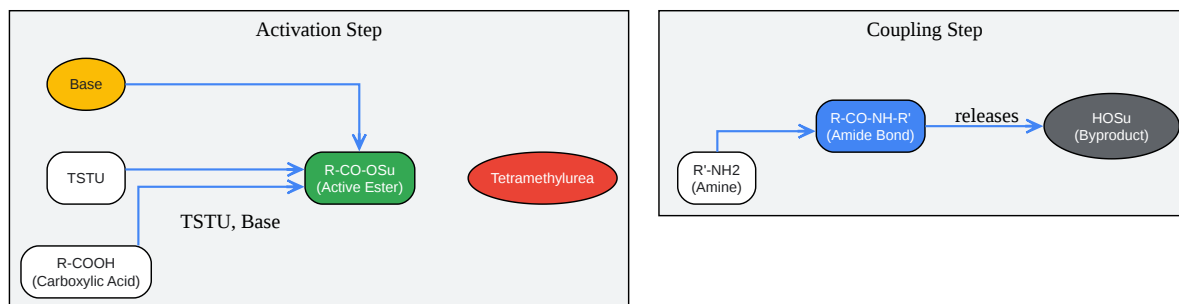 Activation Step
Base
TSTU
R-CO-OSu
(Active Ester)
Tetramethylurea
TSTU, Base
R-COOH
(Carboxylic Acid)
Coupling Step
R-CO-NH-R'
(Amide Bond)
releases
HOSu
(Byproduct)
R'-NH2
(Amine)